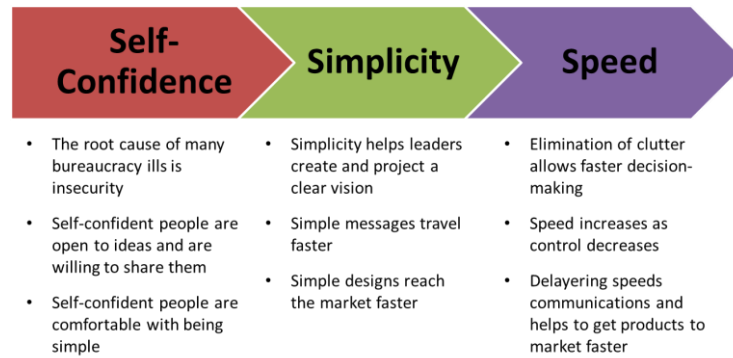 Self-
Confidence
Simplicity
Speed
• The root cause of many
bureaucracy ills is
insecurity
• Self-confident people are
open to ideas and are
willing to share them
• Self-confident people are
comfortable with being
simple
• Simplicity helps leaders
create and project a
clear vision
• Simple messages travel
faster
• Simple designs reach
the market faster
• Elimination of clutter
allows faster decision-
making
• Speed increases as
control decreases
• Delayering speeds
communications and
helps to get products to
market faster